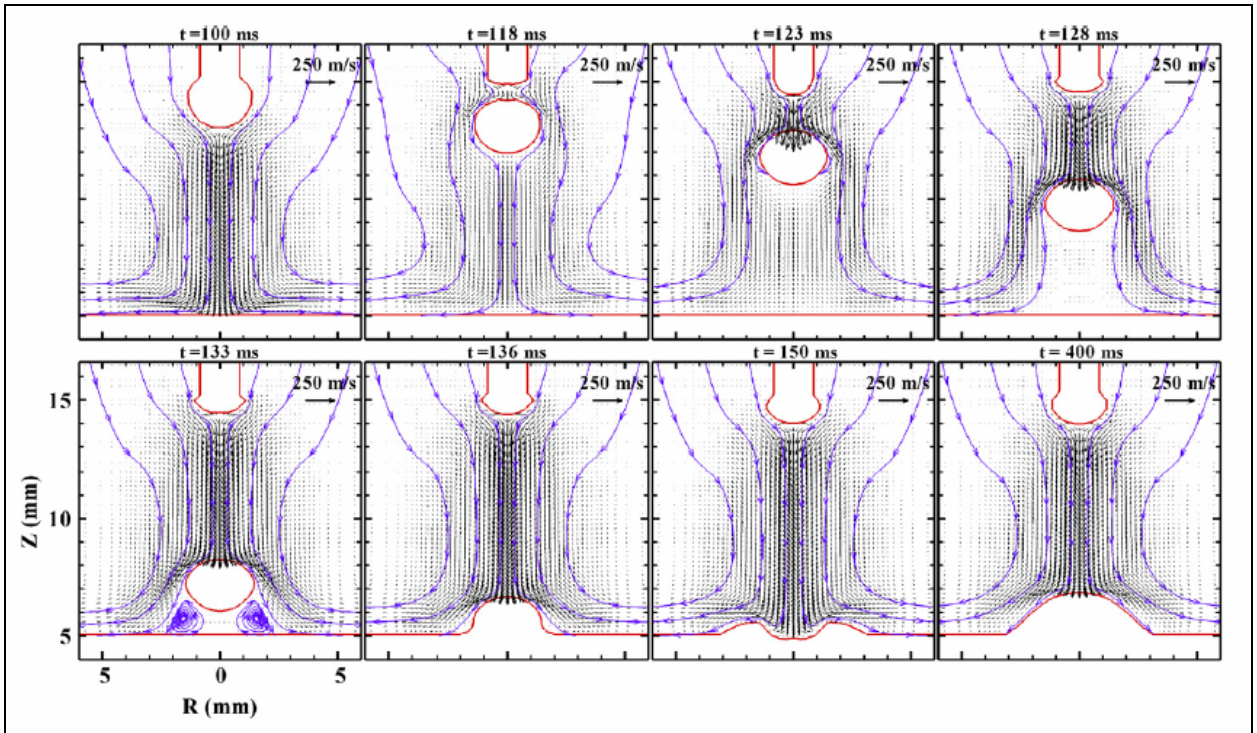 t =100 ms
t =118 ms
t =123 ms
t =128 ms
250 m/s
250 m/s
250 m/s
250 m/s
t =133 ms
t =136 ms
t =150 ms
t = 400 ms
250 m/s
250 m/s
250 m/s
250 m/s
15
10
5
Z (mm)
5
0
5
R (mm)